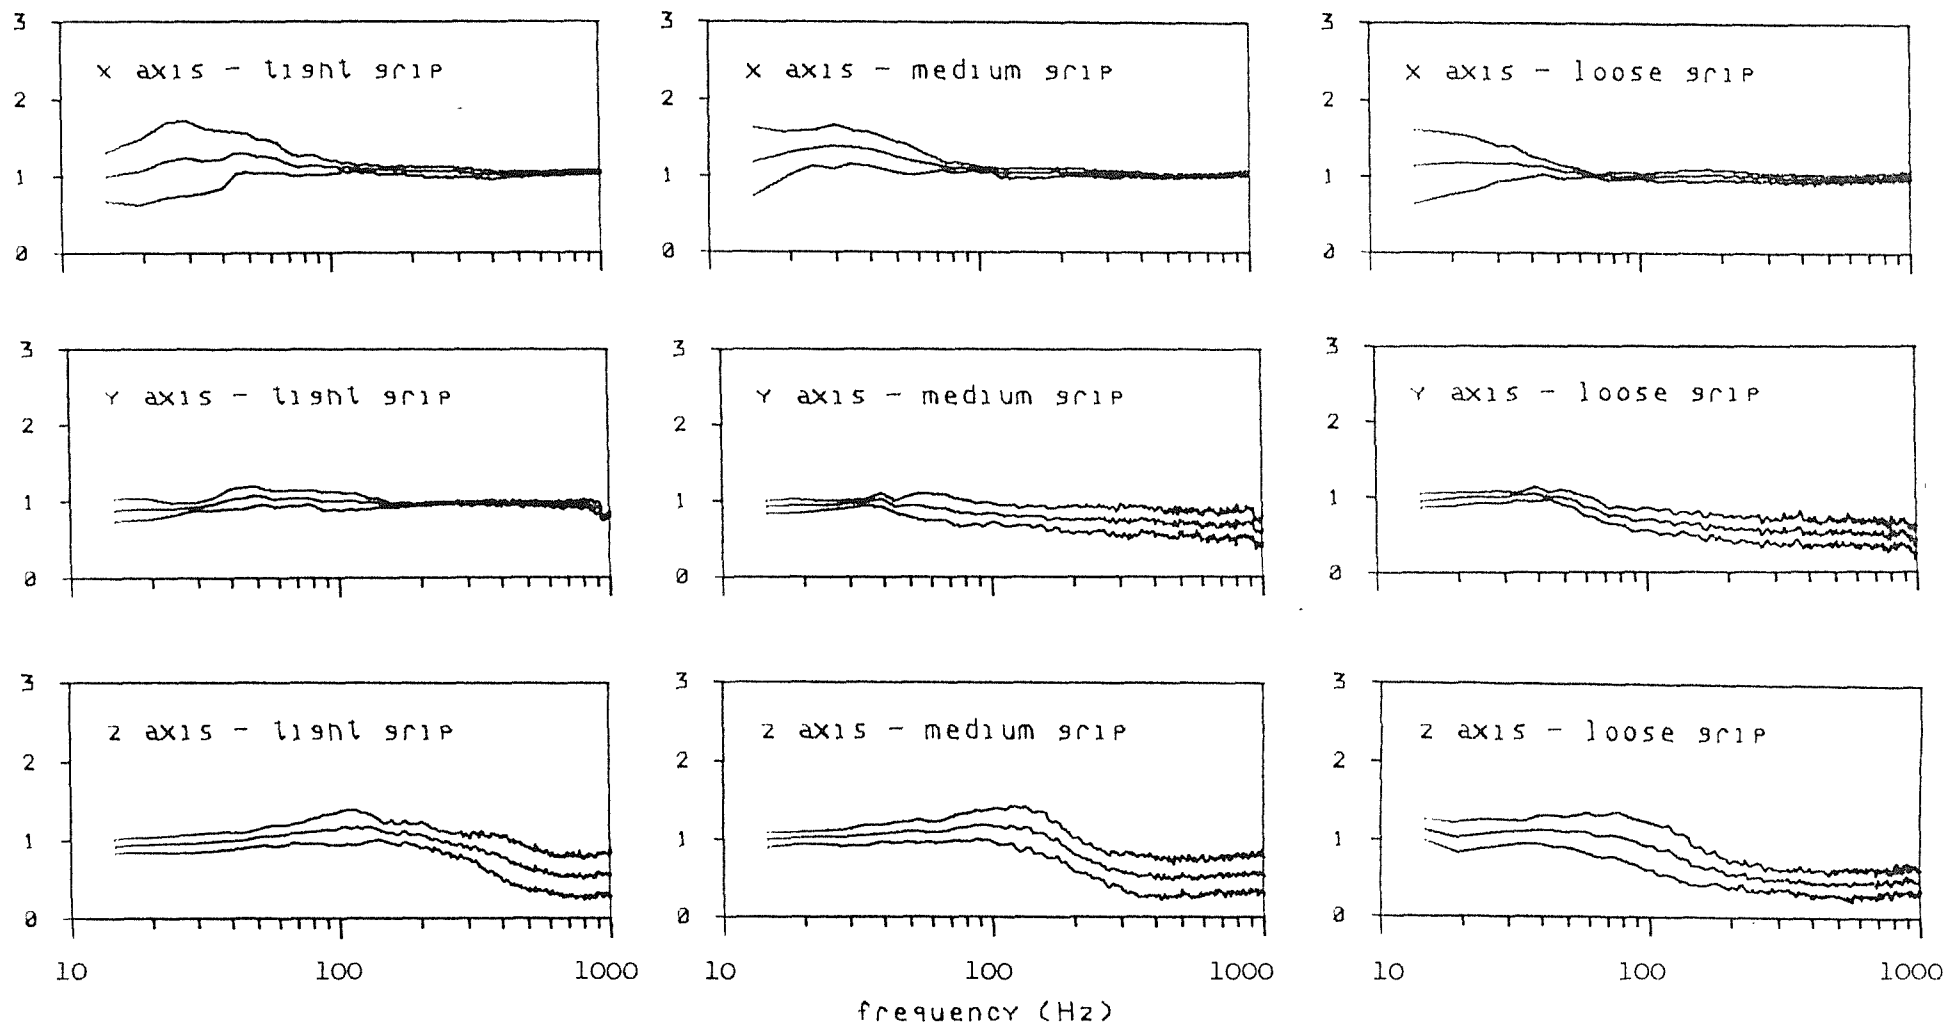 3 3 3
x axis - tight grip x axis - medium grip x axis - loose grip
2 2 2
1 1 1
0 0 0
3 3 3
Y axis - tight grip Y axis - medium grip Y axis - loose grip
2 2 2
1 1 1
0 0 0
3 3 3
z axis - tight grip z axis - medium grip z axis - loose grip
2 2 2
1 1 1
0 0 0
10 100 1000 10 100 1000 10 100 1000
frequency (Hz)